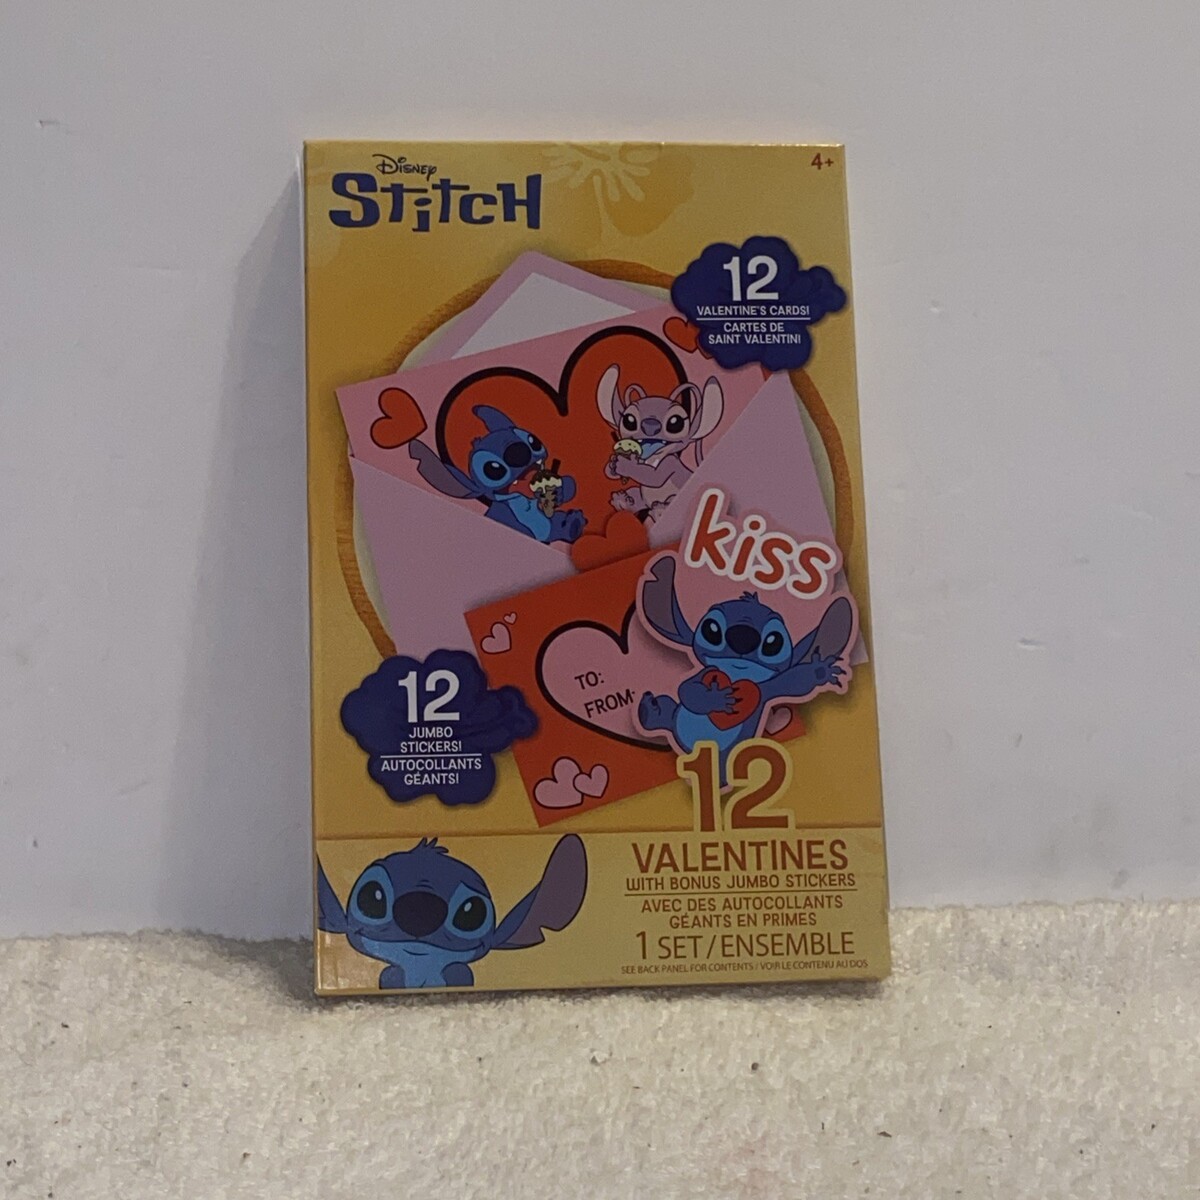 Disney
Stitch
4+
12
VALENTINE'S CARDS!
CARTES DE
SAINT VALENTIN!
kiss
TO:
FROM:
12
JUMBO
STICKERS!
AUTOCOLLANTS
GÉANTS!
12
VALENTINES
WITH BONUS JUMBO STICKERS
AVEC DES AUTOCOLLANTS
GÉANTS EN PRIMES
1 SET/ENSEMBLE
SEE BACK PANEL FOR CONTENTS / VOIR LE CONTENU AU DOS